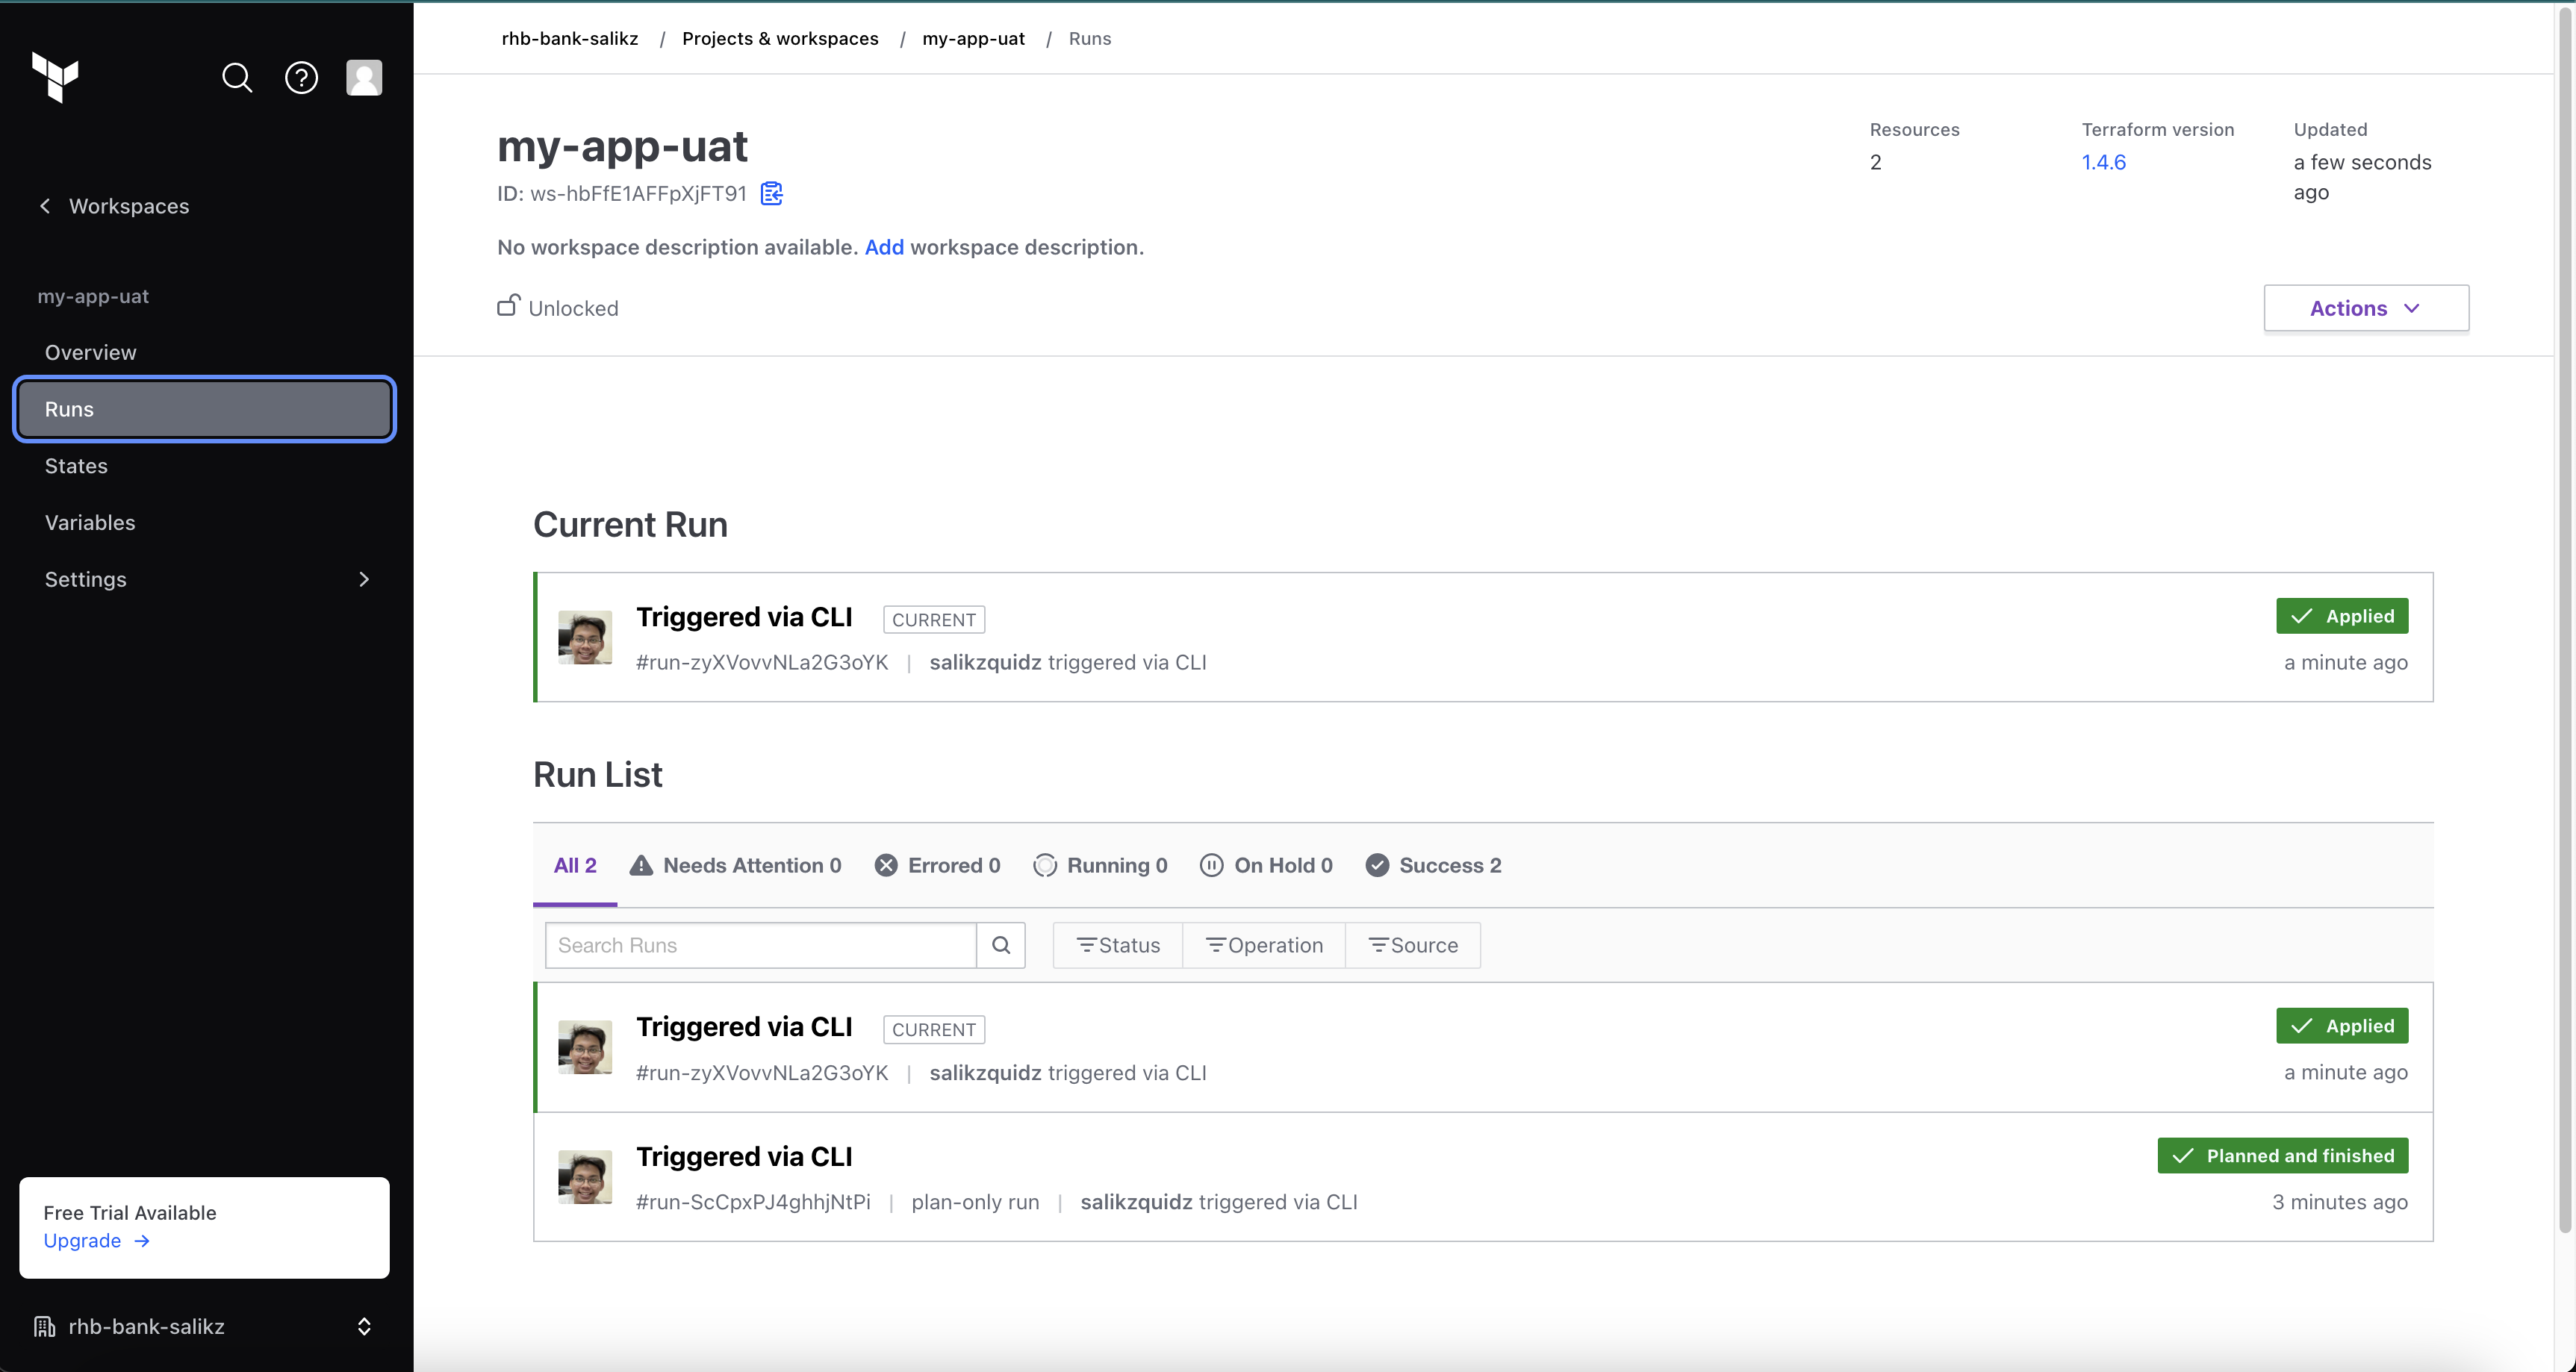 rhb-bank-salikz / Projects & workspaces / my-app-uat / Runs
Workspaces
my-app-uat
Overview
Runs
States
Variables
Settings
Free Trial Available
Upgrade →
rhb-bank-salikz
my-app-uat
ID: ws-hbFfE1AFFpXjFT91
No workspace description available. Add workspace description.
Unlocked
Resources
2
Terraform version
1.4.6
Updated
a few seconds
ago
Actions
Current Run
Triggered via CLI CURRENT
Applied
#run-zyXVovvNLa2G3oYK | salikzquidz triggered via CLI
a minute ago
Run List
All 2 Needs Attention 0 Errored 0 Running 0 On Hold 0 Success 2
Search Runs Status Operation Source
Triggered via CLI CURRENT
Applied
#run-zyXVovvNLa2G3oYK | salikzquidz triggered via CLI
a minute ago
Triggered via CLI
Planned and finished
#run-ScCpxPJ4ghhjNtPi | plan-only run | salikzquidz triggered via CLI
3 minutes ago